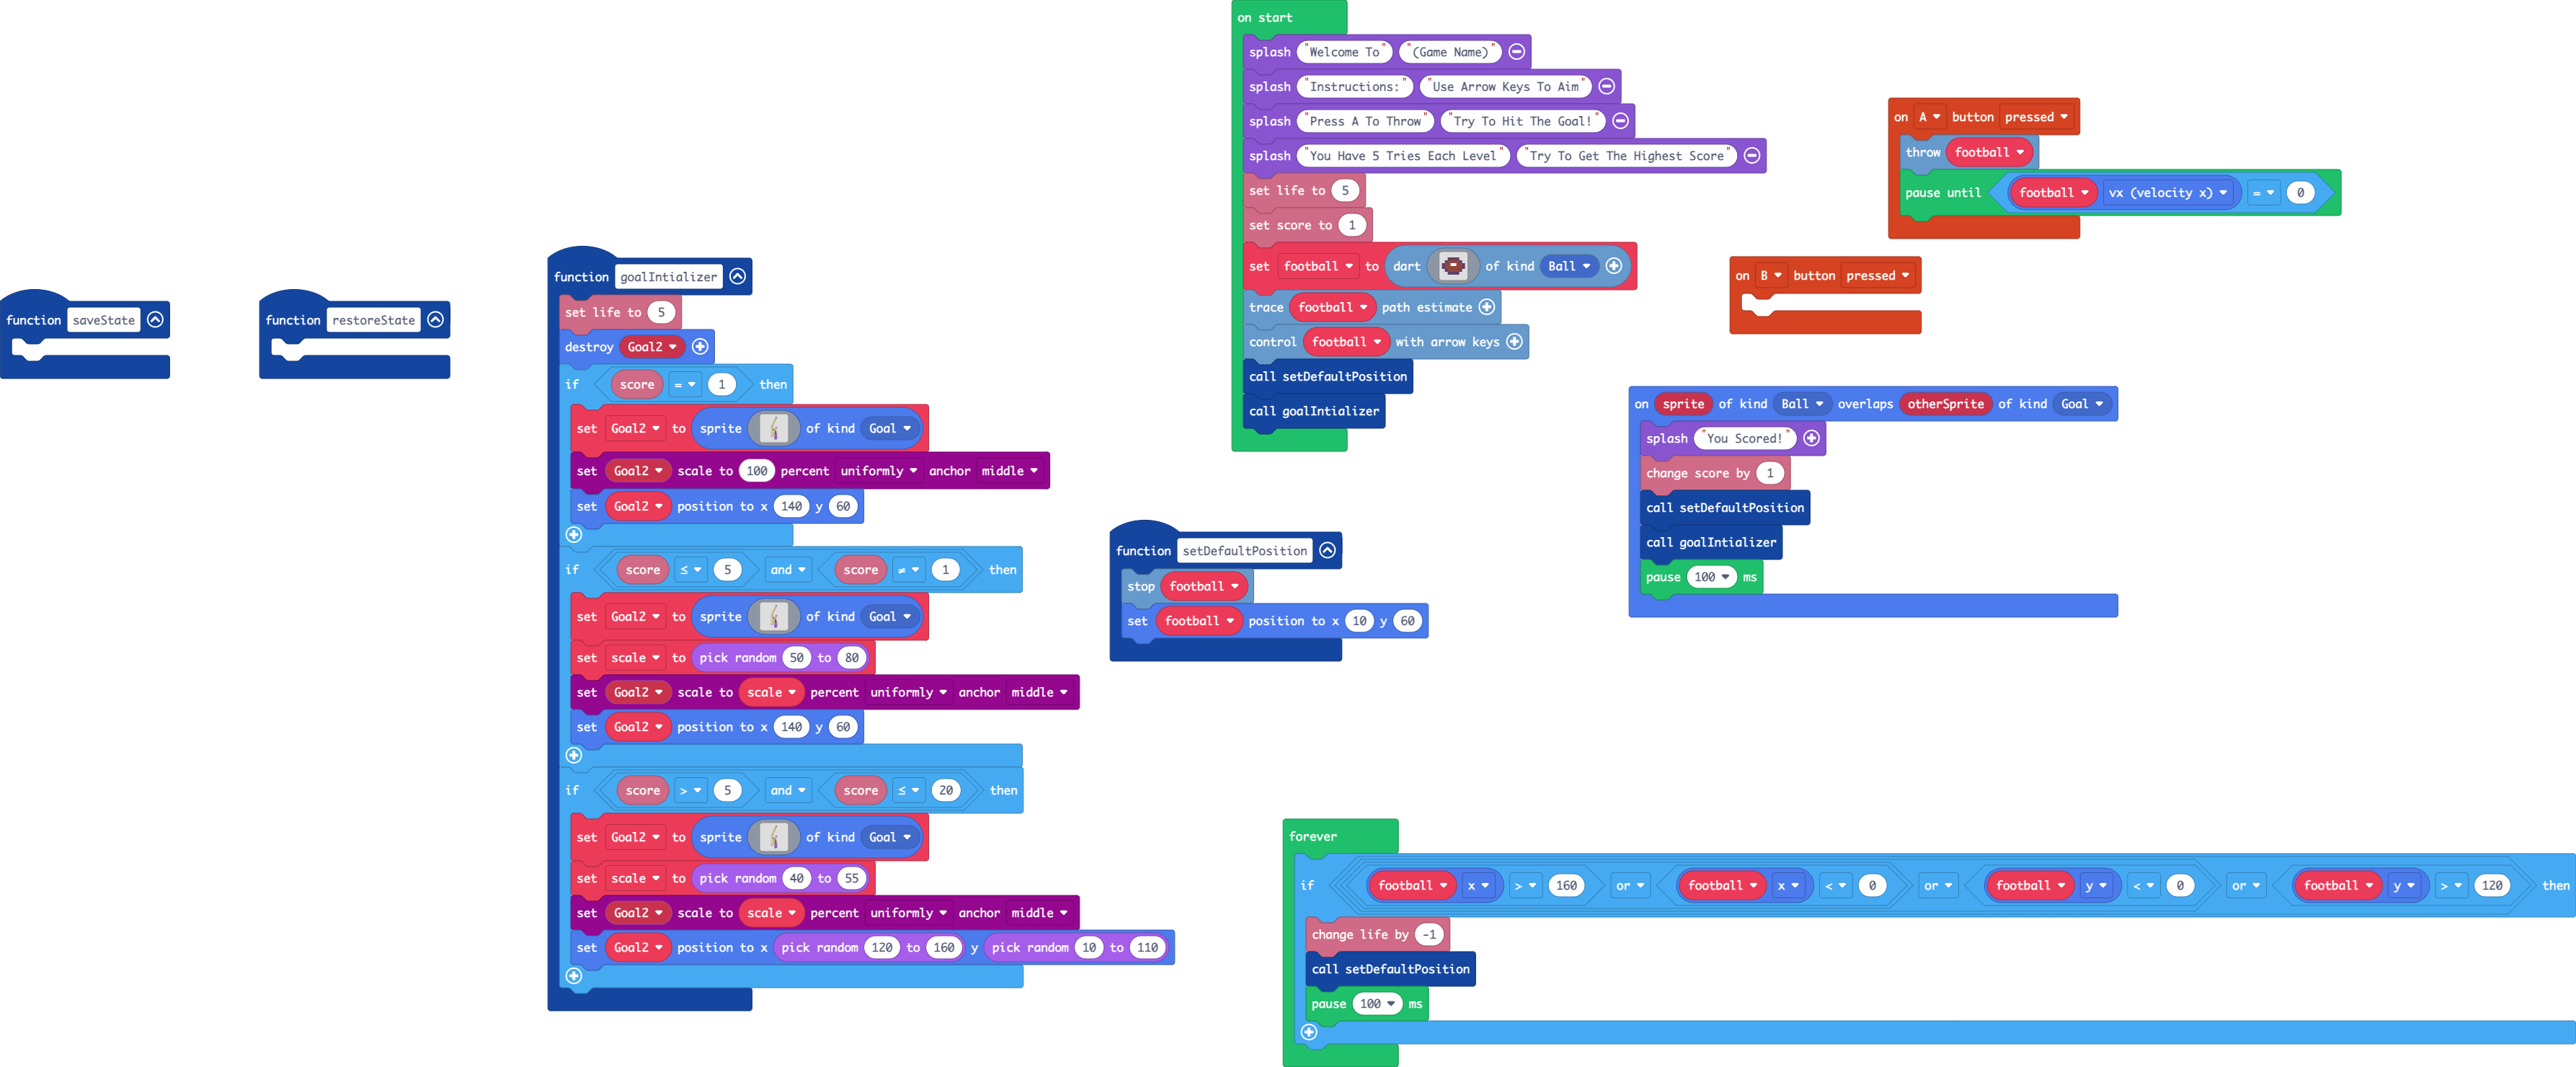 function saveState
function restoreState
function goalIntializer
set life to 5
destroy Goal2
if score = 1 then
set Goal2 to sprite of kind Goal
set Goal2 scale to 100 percent uniformly anchor middle
set Goal2 position to x 140 y 60
if score ≤ 5 and score ≠ 1 then
set Goal2 to sprite of kind Goal
set scale to pick random 50 to 80
set Goal2 scale to scale percent uniformly anchor middle
set Goal2 position to x 140 y 60
if score > 5 and score ≤ 20 then
set Goal2 to sprite of kind Goal
set scale to pick random 40 to 55
set Goal2 scale to scale percent uniformly anchor middle
set Goal2 position to x pick random 120 to 160 y pick random 10 to 110
on start
splash "Welcome To" "(Game Name)"
splash "Instructions:" "Use Arrow Keys To Aim"
splash "Press A To Throw" "Try To Hit The Goal!"
splash "You Have 5 Tries Each Level" "Try To Get The Highest Score"
set life to 5
set score to 1
set football to dart of kind Ball
trace football path estimate
control football with arrow keys
call setDefaultPosition
call goalIntializer
function setDefaultPosition
stop football
set football position to x 10 y 60
on A button pressed
throw football
pause until football vx (velocity x) = 0
on B button pressed
on sprite of kind Ball overlaps otherSprite of kind Goal
splash "You Scored!"
change score by 1
call setDefaultPosition
call goalIntializer
pause 100 ms
forever
if football x > 160 or football x < 0 or football y < 0 or football y > 120 then
change life by -1
call setDefaultPosition
pause 100 ms